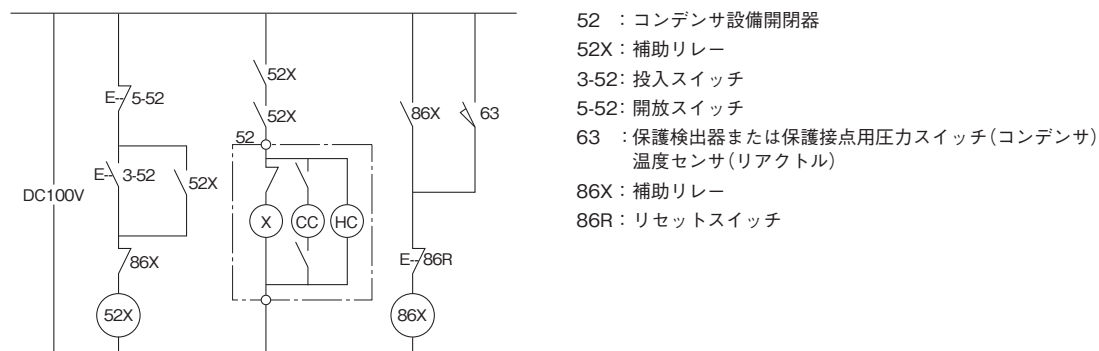 DC100V
E-
5-52
E-
3-52
52X
86X
52X
52X
52X
52
X
CC
HC
86X
63
E-
86R
86X
52 :コンデンサ設備開閉器
52X:補助リレー
3-52:投入スイッチ
5-52:開放スイッチ
63 :保護検出器または保護接点用圧力スイッチ(コンデンサ)
温度センサ(リアクトル)
86X:補助リレー
86R:リセットスイッチ